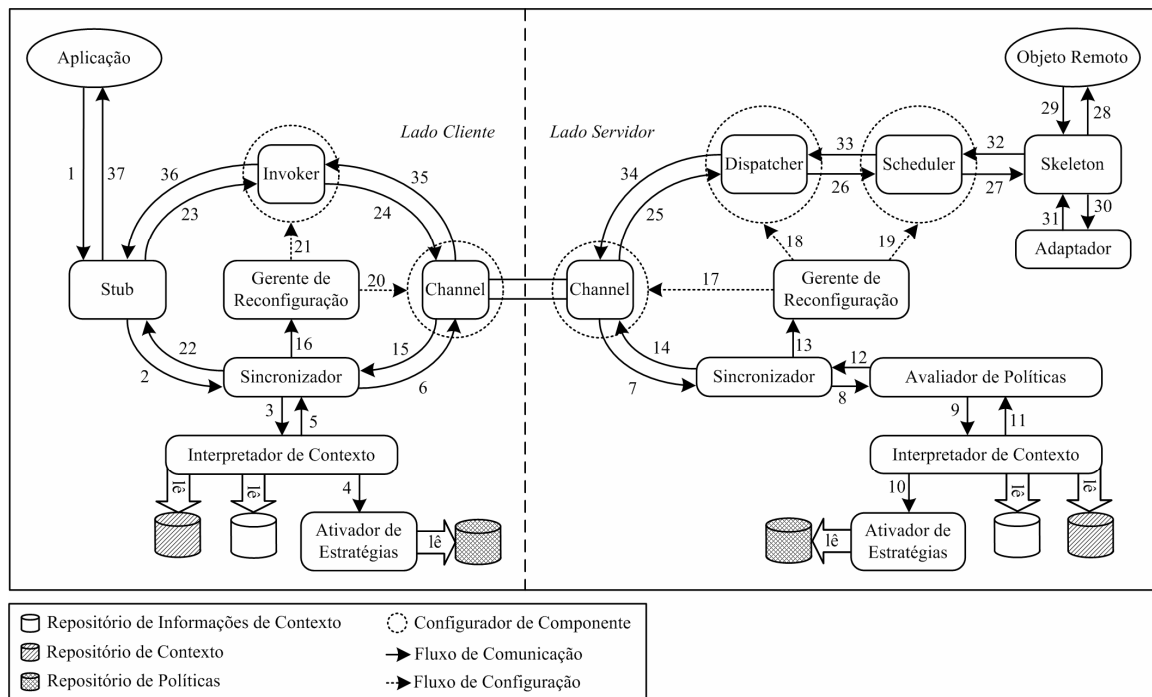 Aplicação
Objeto Remoto
Lado Cliente
Lado Servidor
1
37
36
23
Invoker
35
24
34
25
Dispatcher
33
26
Scheduler
32
27
29
28
Skeleton
31
30
Adaptador
21
18
19
Stub
Gerente de
Reconfiguração
20
Channel
Channel
17
Gerente de
Reconfiguração
22
2
16
15
6
7
14
13
12
8
Sincronizador
Sincronizador
Avaliador de Políticas
3
5
9
11
Interpretador de Contexto
Interpretador de Contexto
lê
lê
4
10
lê
lê
Ativador de
Estratégias
lê
lê
Ativador de
Estratégias
Repositório de Informações de Contexto
Configurador de Componente
Repositório de Contexto
Fluxo de Comunicação
Repositório de Políticas
Fluxo de Configuração